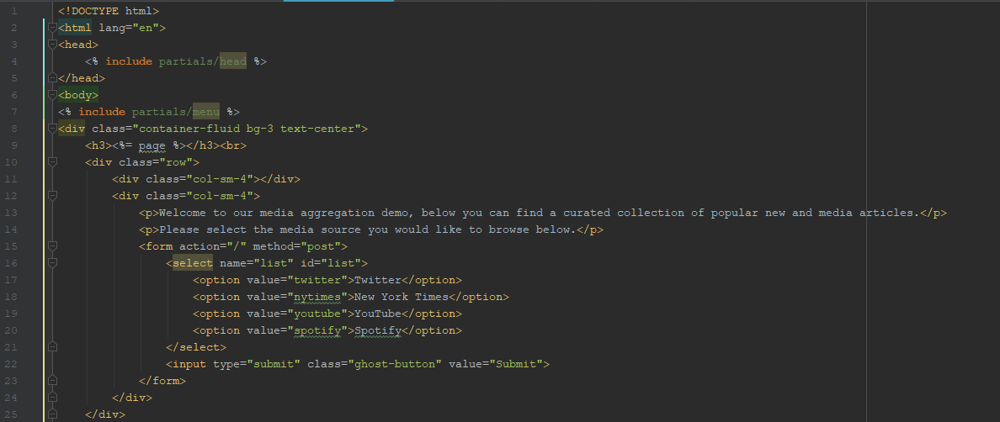 1 <!DOCTYPE html>
2 <html lang="en">
3 <head>
4     <% include partials/head %>
5 </head>
6 <body>
7 <% include partials/menu %>
8 <div class="container-fluid bg-3 text-center">
9     <h3><%= page %></h3><br>
10     <div class="row">
11         <div class="col-sm-4"></div>
12         <div class="col-sm-4">
13             <p>Welcome to our media aggregation demo, below you can find a curated collection of popular new and media articles.</p>
14             <p>Please select the media source you would like to browse below.</p>
15             <form action="/" method="post">
16                 <select name="list" id="list">
17                     <option value="twitter">Twitter</option>
18                     <option value="nytimes">New York Times</option>
19                     <option value="youtube">YouTube</option>
20                     <option value="spotify">Spotify</option>
21                 </select>
22                 <input type="submit" class="ghost-button" value="Submit">
23             </form>
24         </div>
25     </div>